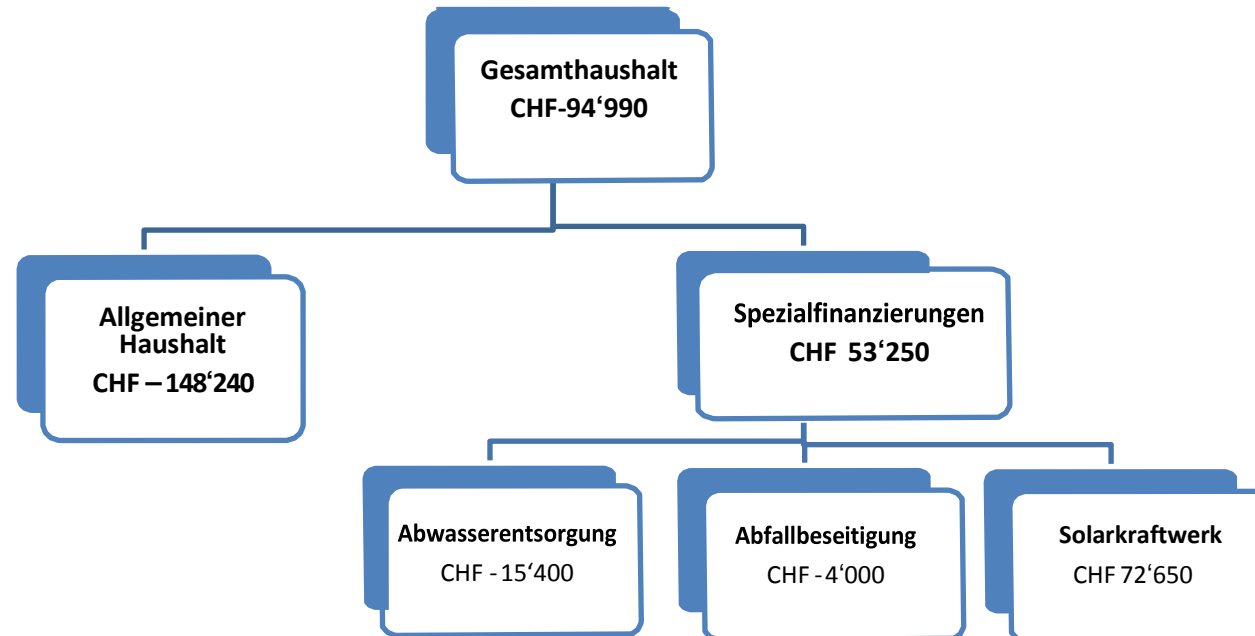 Gesamthaushalt
CHF-94‘990
Allgemeiner
Haushalt
CHF – 148‘240
Spezialfinanzierungen
CHF 53‘250
Abwasserentsorgung
CHF - 15‘400
Abfallbeseitigung
CHF - 4‘000
Solarkraftwerk
CHF 72‘650